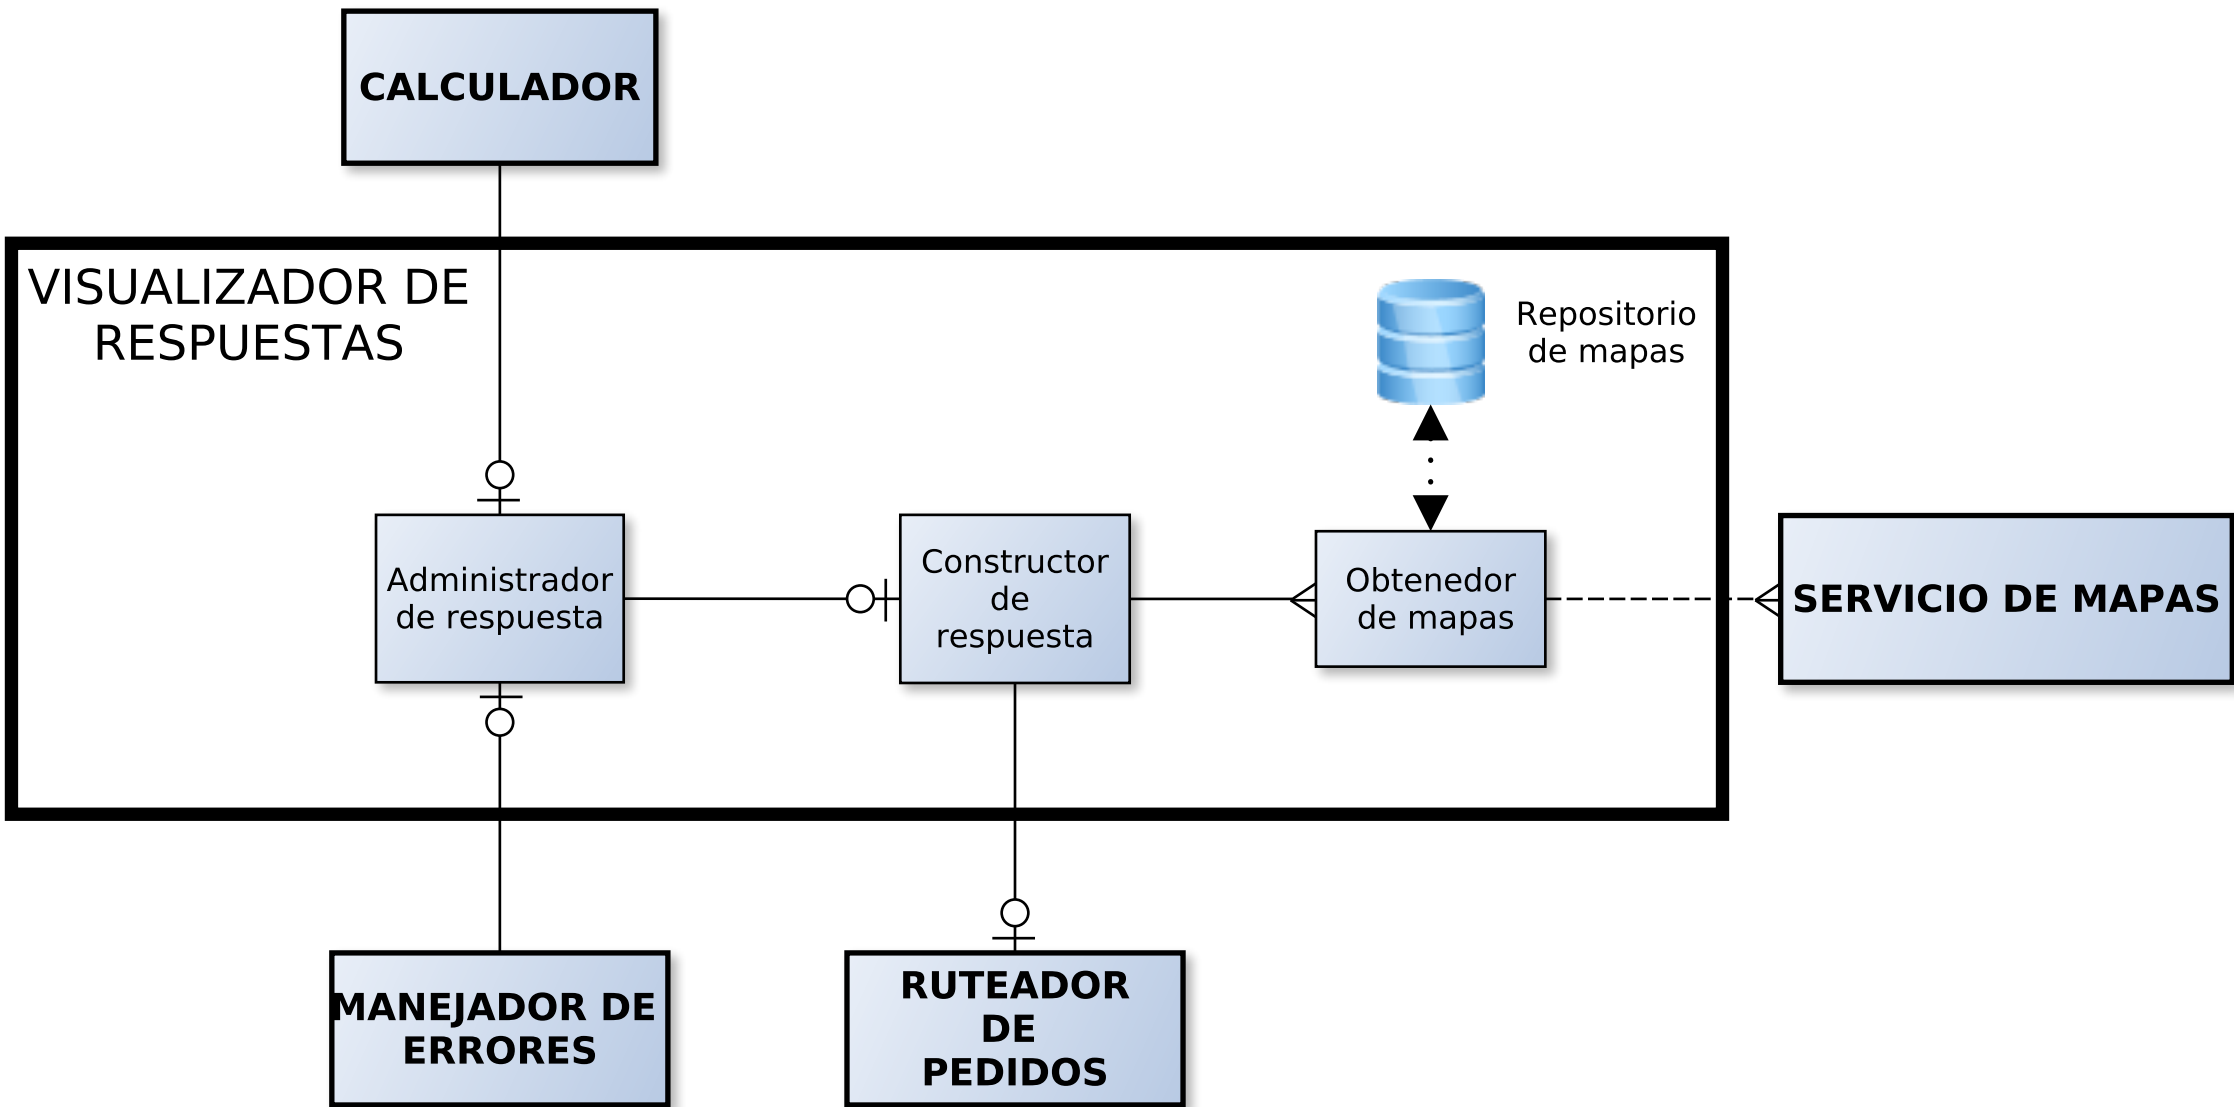 CALCULADOR
VISUALIZADOR DE
RESPUESTAS
Repositorio
de mapas
Administrador
de respuesta
Constructor
de
respuesta
Obtenedor
de mapas
SERVICIO DE MAPAS
MANEJADOR DE
ERRORES
RUTEADOR
DE
PEDIDOS